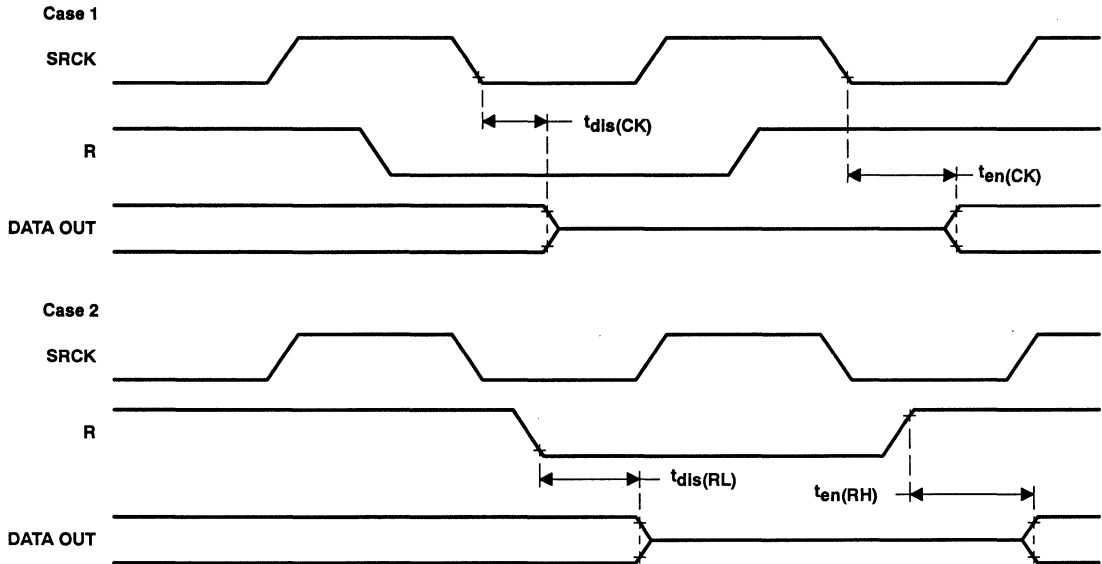 Case 1
SRCK
t_dis(CK)
R
t_en(CK)
DATA OUT
Case 2
SRCK
R
t_dis(RL)
t_en(RH)
DATA OUT